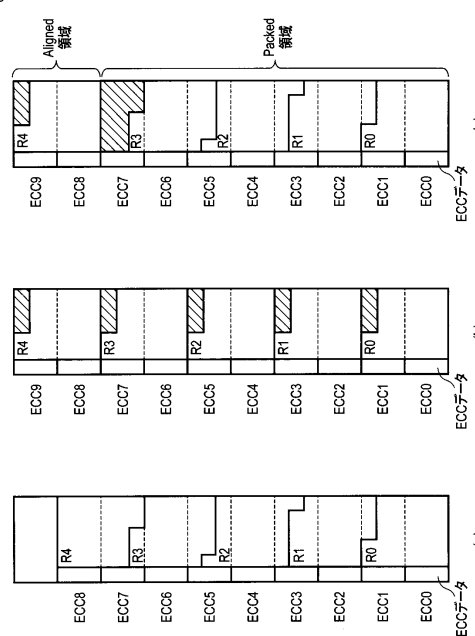 Aligned
領域
Packed
領域
R4
R3
R2
R1
R0
ECC9
ECC8
ECC7
ECC6
ECC5
ECC4
ECC3
ECC2
ECC1
ECC0
ECCデータ
R4
R3
R2
R1
R0
ECC9
ECC8
ECC7
ECC6
ECC5
ECC4
ECC3
ECC2
ECC1
ECC0
ECCデータ
R4
R3
R2
R1
R0
ECC8
ECC7
ECC6
ECC5
ECC4
ECC3
ECC2
ECC1
ECC0
ECCデータ